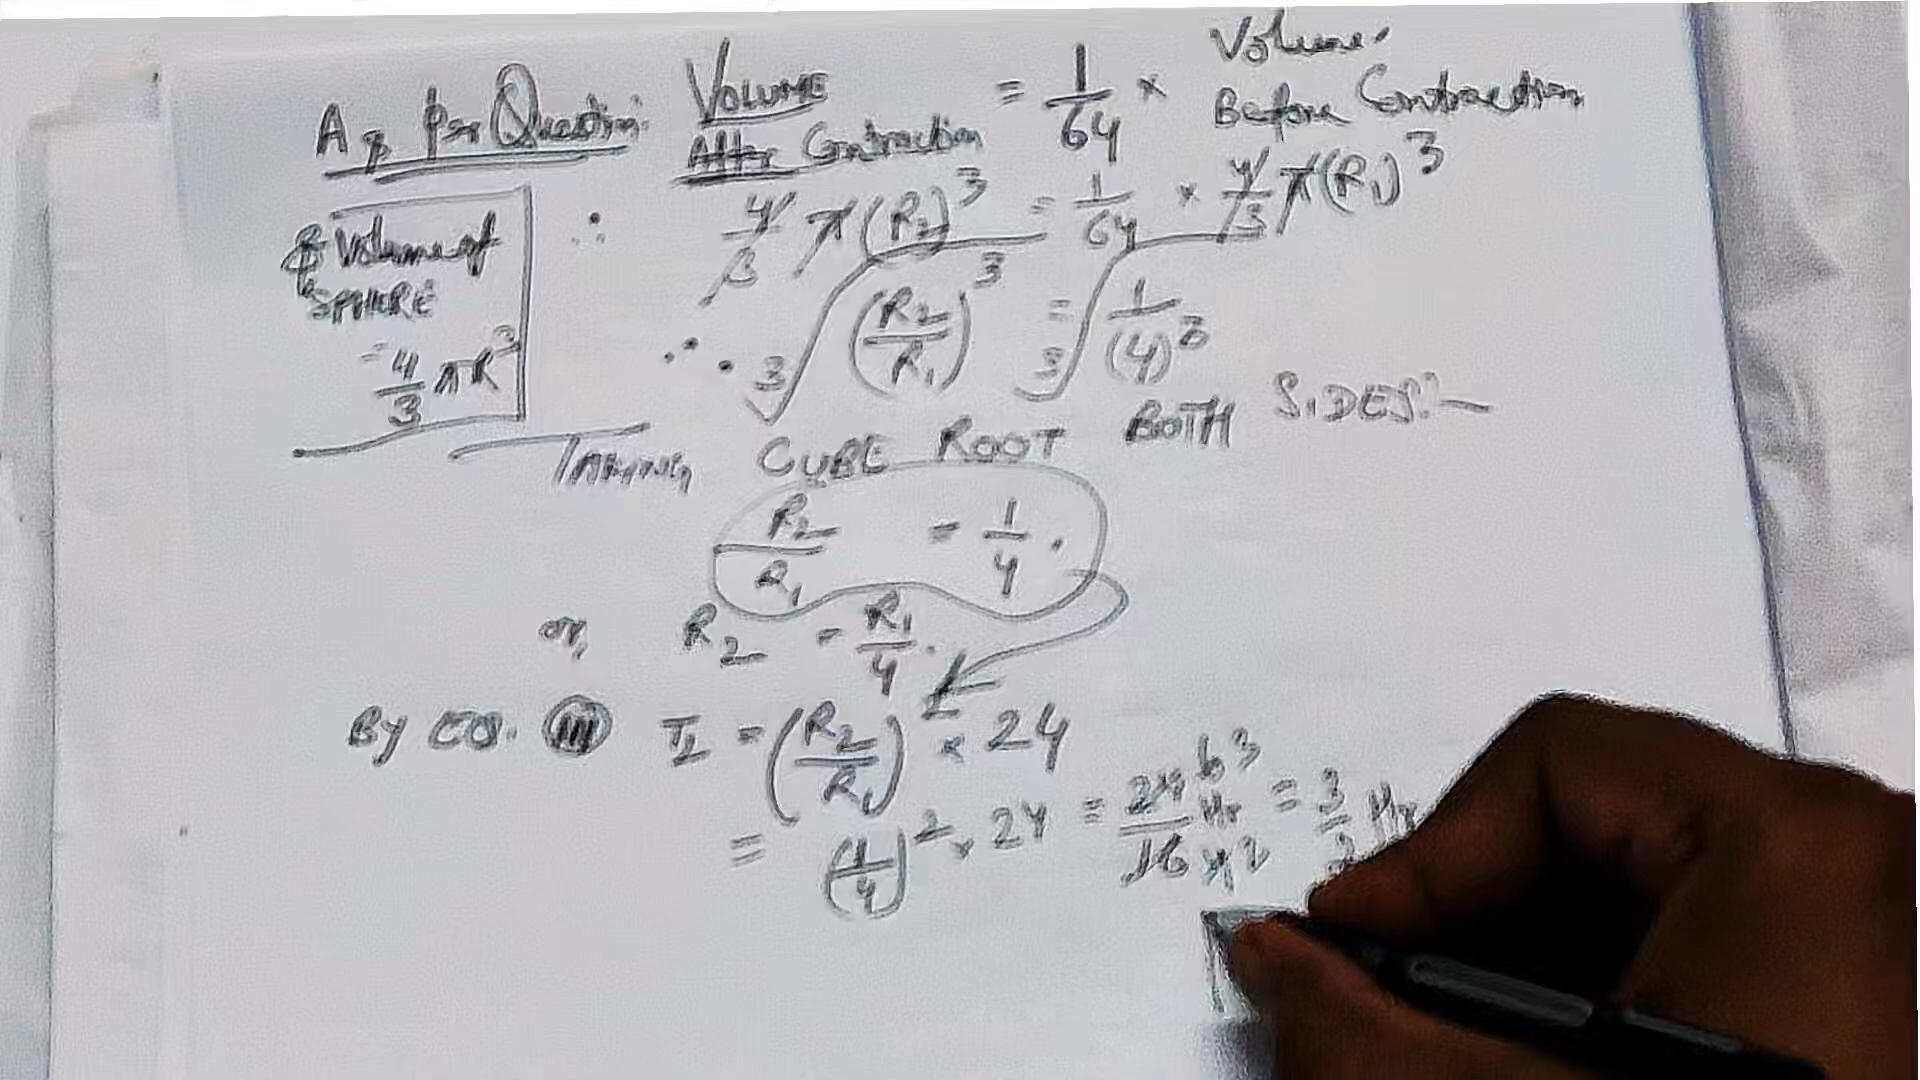 As per Question: VOLUME After Contraction = 1/64 × Volume Before Contraction
∴ 4/3 π(R₂)³ = 1/64 × 4/3 π(R₁)³
Volume of SPHERE = 4/3 πR³
∴ ³√(R₂/R₁)³ = ³√1/(4)³
TAKING CUBE ROOT BOTH SIDES:–
R₂/R₁ = 1/4.
or, R₂ = R₁/4.
By EQ. III T₂ = (R₂/R₁)² × 24
= (1/4)² × 24 = 24/16 Hr = 3/2 Hr